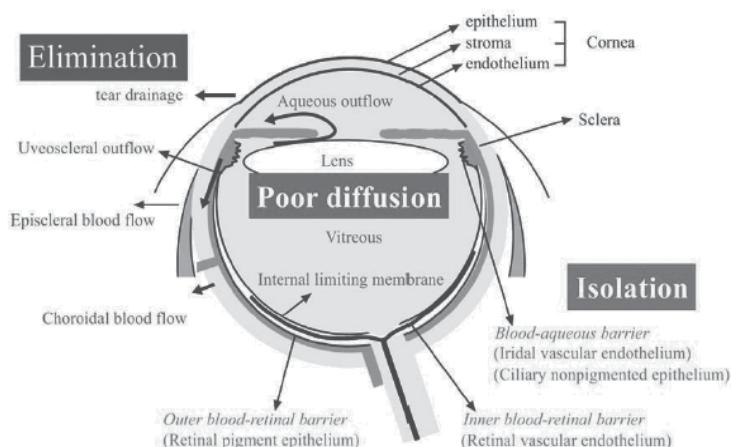 epithelium
stroma
endothelium
Cornea
Elimination
tear drainage
Aqueous outflow
Sclera
Uveoscleral outflow
Lens
Poor diffusion
Episcleral blood flow
Vitreous
Internal limiting membrane
Isolation
Choroidal blood flow
Blood-aqueous barrier
(Iridal vascular endothelium)
(Ciliary nonpigmented epithelium)
Outer blood-retinal barrier
(Retinal pigment epithelium)
Inner blood-retinal barrier
(Retinal vascular endothelium)